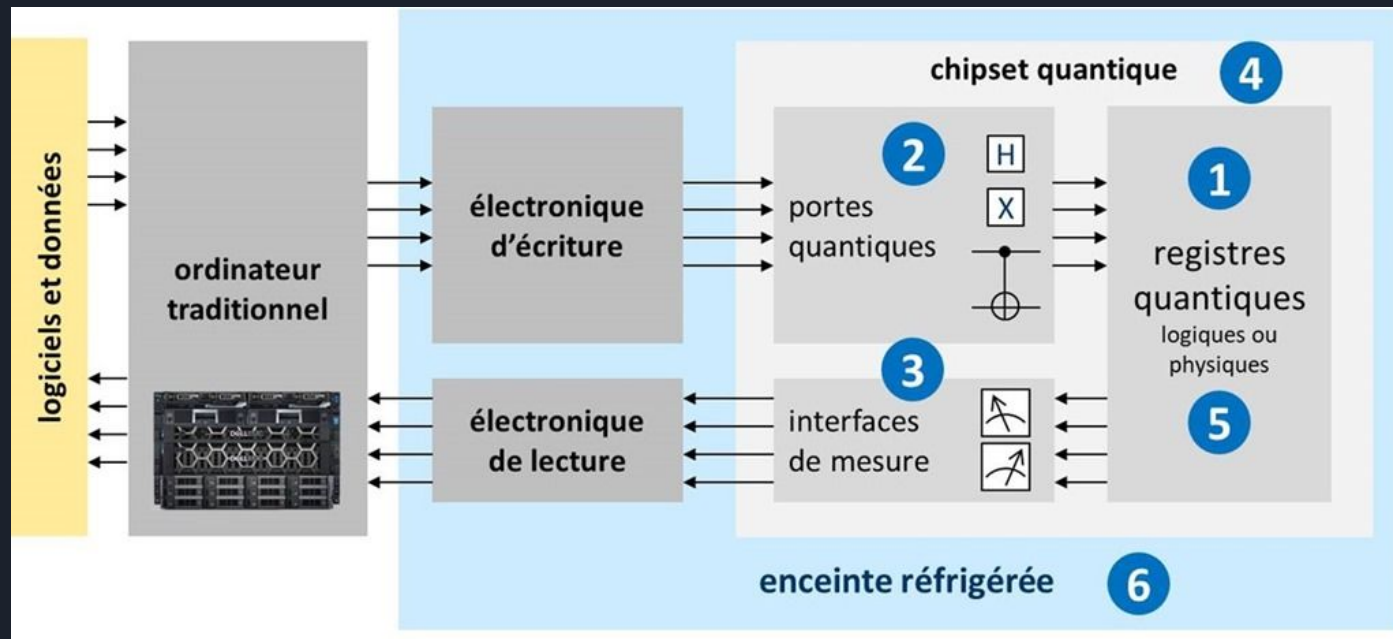 logiciels et données
ordinateur
traditionnel
électronique
d’écriture
électronique
de lecture
chipset quantique
4
2
H
X
portes
quantiques
3
interfaces
de mesure
1
registres
quantiques
logiques ou
physiques
5
enceinte réfrigérée
6